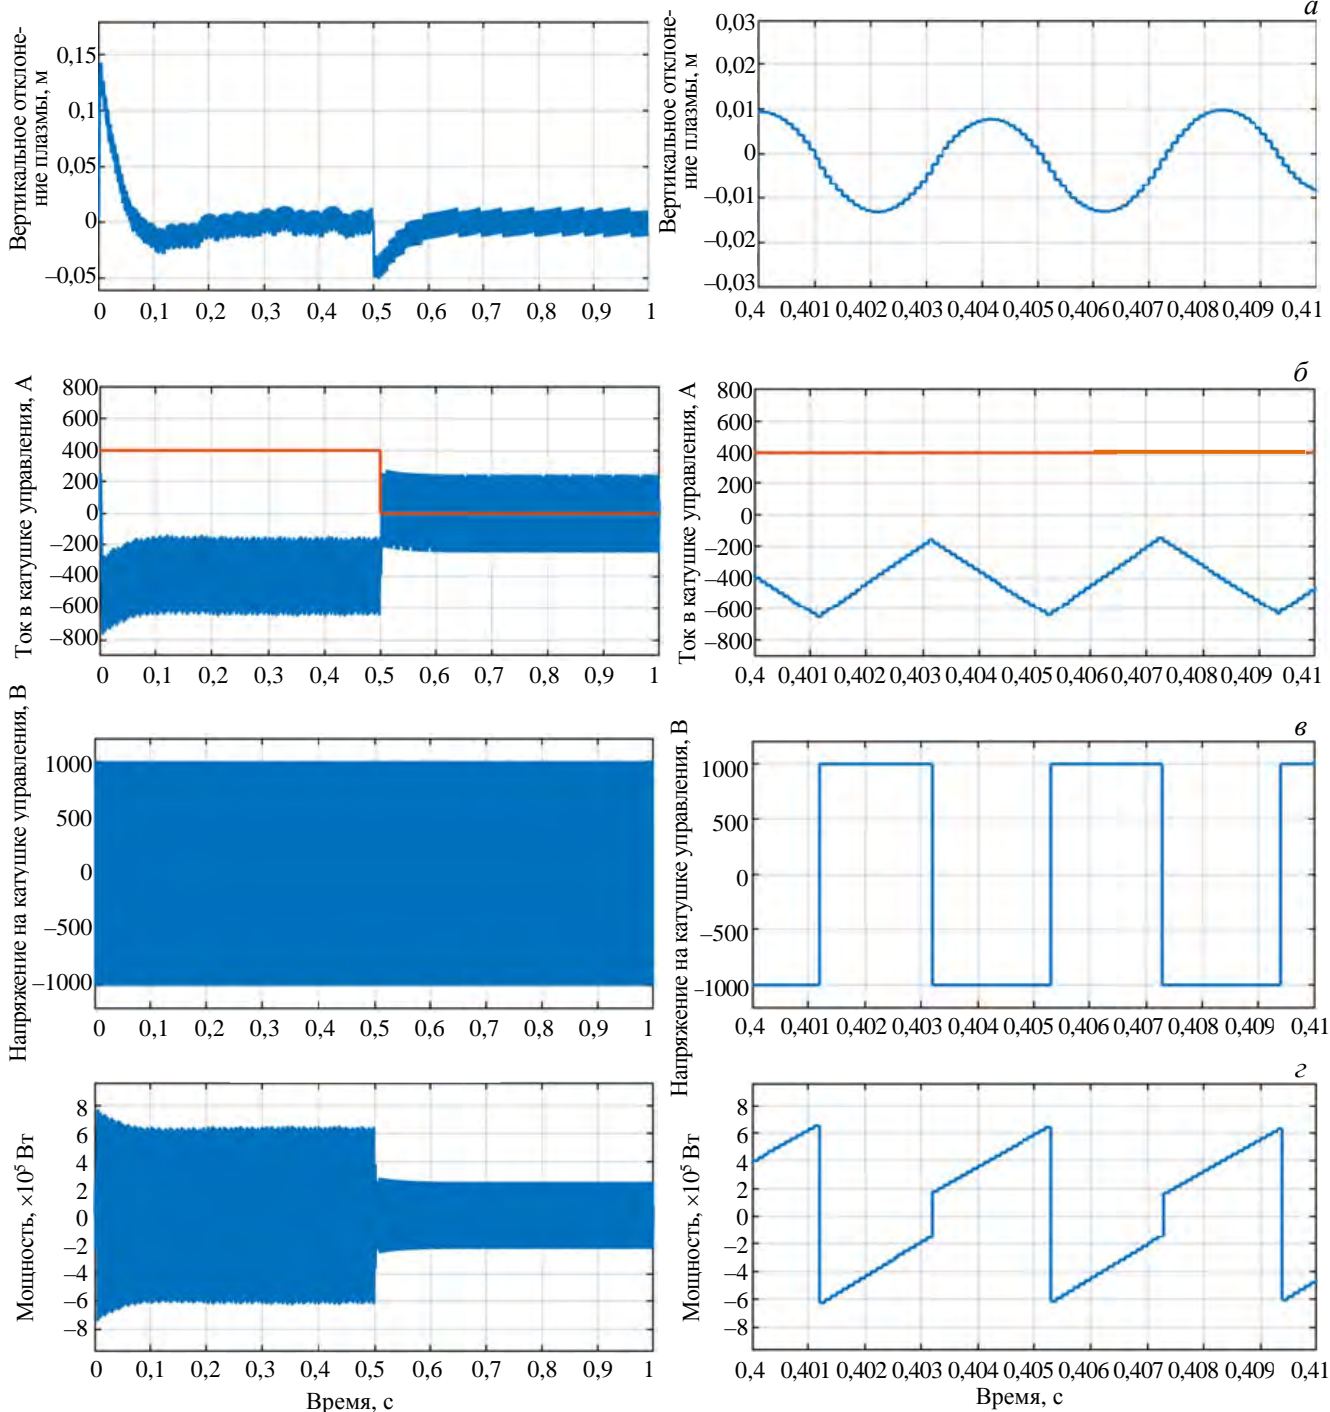 Вертикальное отклоне-
ние плазмы, м
0,15
0,1
0,05
0
–0,05
0 0,1 0,2 0,3 0,4 0,5 0,6 0,7 0,8 0,9 1
а
Вертикальное отклоне-
ние плазмы, м
0,03
0,02
0,01
0
–0,01
–0,02
–0,03
0,4 0,401 0,402 0,403 0,404 0,405 0,406 0,407 0,408 0,409 0,41
Ток в катушке управления, А
800
600
400
200
0
–200
–400
–600
–800
0 0,1 0,2 0,3 0,4 0,5 0,6 0,7 0,8 0,9 1
б
Ток в катушке управления, А
800
600
400
200
0
–200
–400
–600
–800
0,4 0,401 0,402 0,403 0,404 0,405 0,406 0,407 0,408 0,409 0,41
Напряжение на катушке управления, В
1000
500
0
–500
–1000
0 0,1 0,2 0,3 0,4 0,5 0,6 0,7 0,8 0,9 1
в
Напряжение на катушке управления, В
1000
500
0
–500
–1000
0,4 0,401 0,402 0,403 0,404 0,405 0,406 0,407 0,408 0,409 0,41
Мощность, ×10⁵ Вт
8
6
4
2
0
–2
–4
–6
–8
0 0,1 0,2 0,3 0,4 0,5 0,6 0,7 0,8 0,9 1
Время, с
г
Мощность, ×10⁵ Вт
8
6
4
2
0
–2
–4
–6
–8
0,4 0,401 0,402 0,403 0,404 0,405 0,406 0,407 0,408 0,409 0,41
Время, с